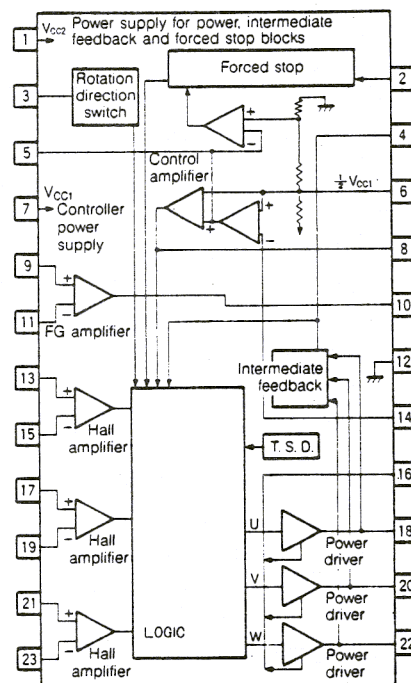 1
V_CC2
Power supply for power, intermediate
feedback and forced stop blocks
3
Rotation
direction
switch
Forced stop
2
4
+
−
5
Control
amplifier
½ V_CC1
6
7
V_CC1
Controller
power
supply
+
+
−
8
9
+
11
−
FG amplifier
10
12
Intermediate
feedback
13
+
15
−
Hall
amplifier
14
T. S. D.
16
17
+
19
−
Hall
amplifier
U
Power
driver
18
V
Power
driver
20
21
+
23
−
Hall
amplifier
LOGIC
W
Power
driver
22